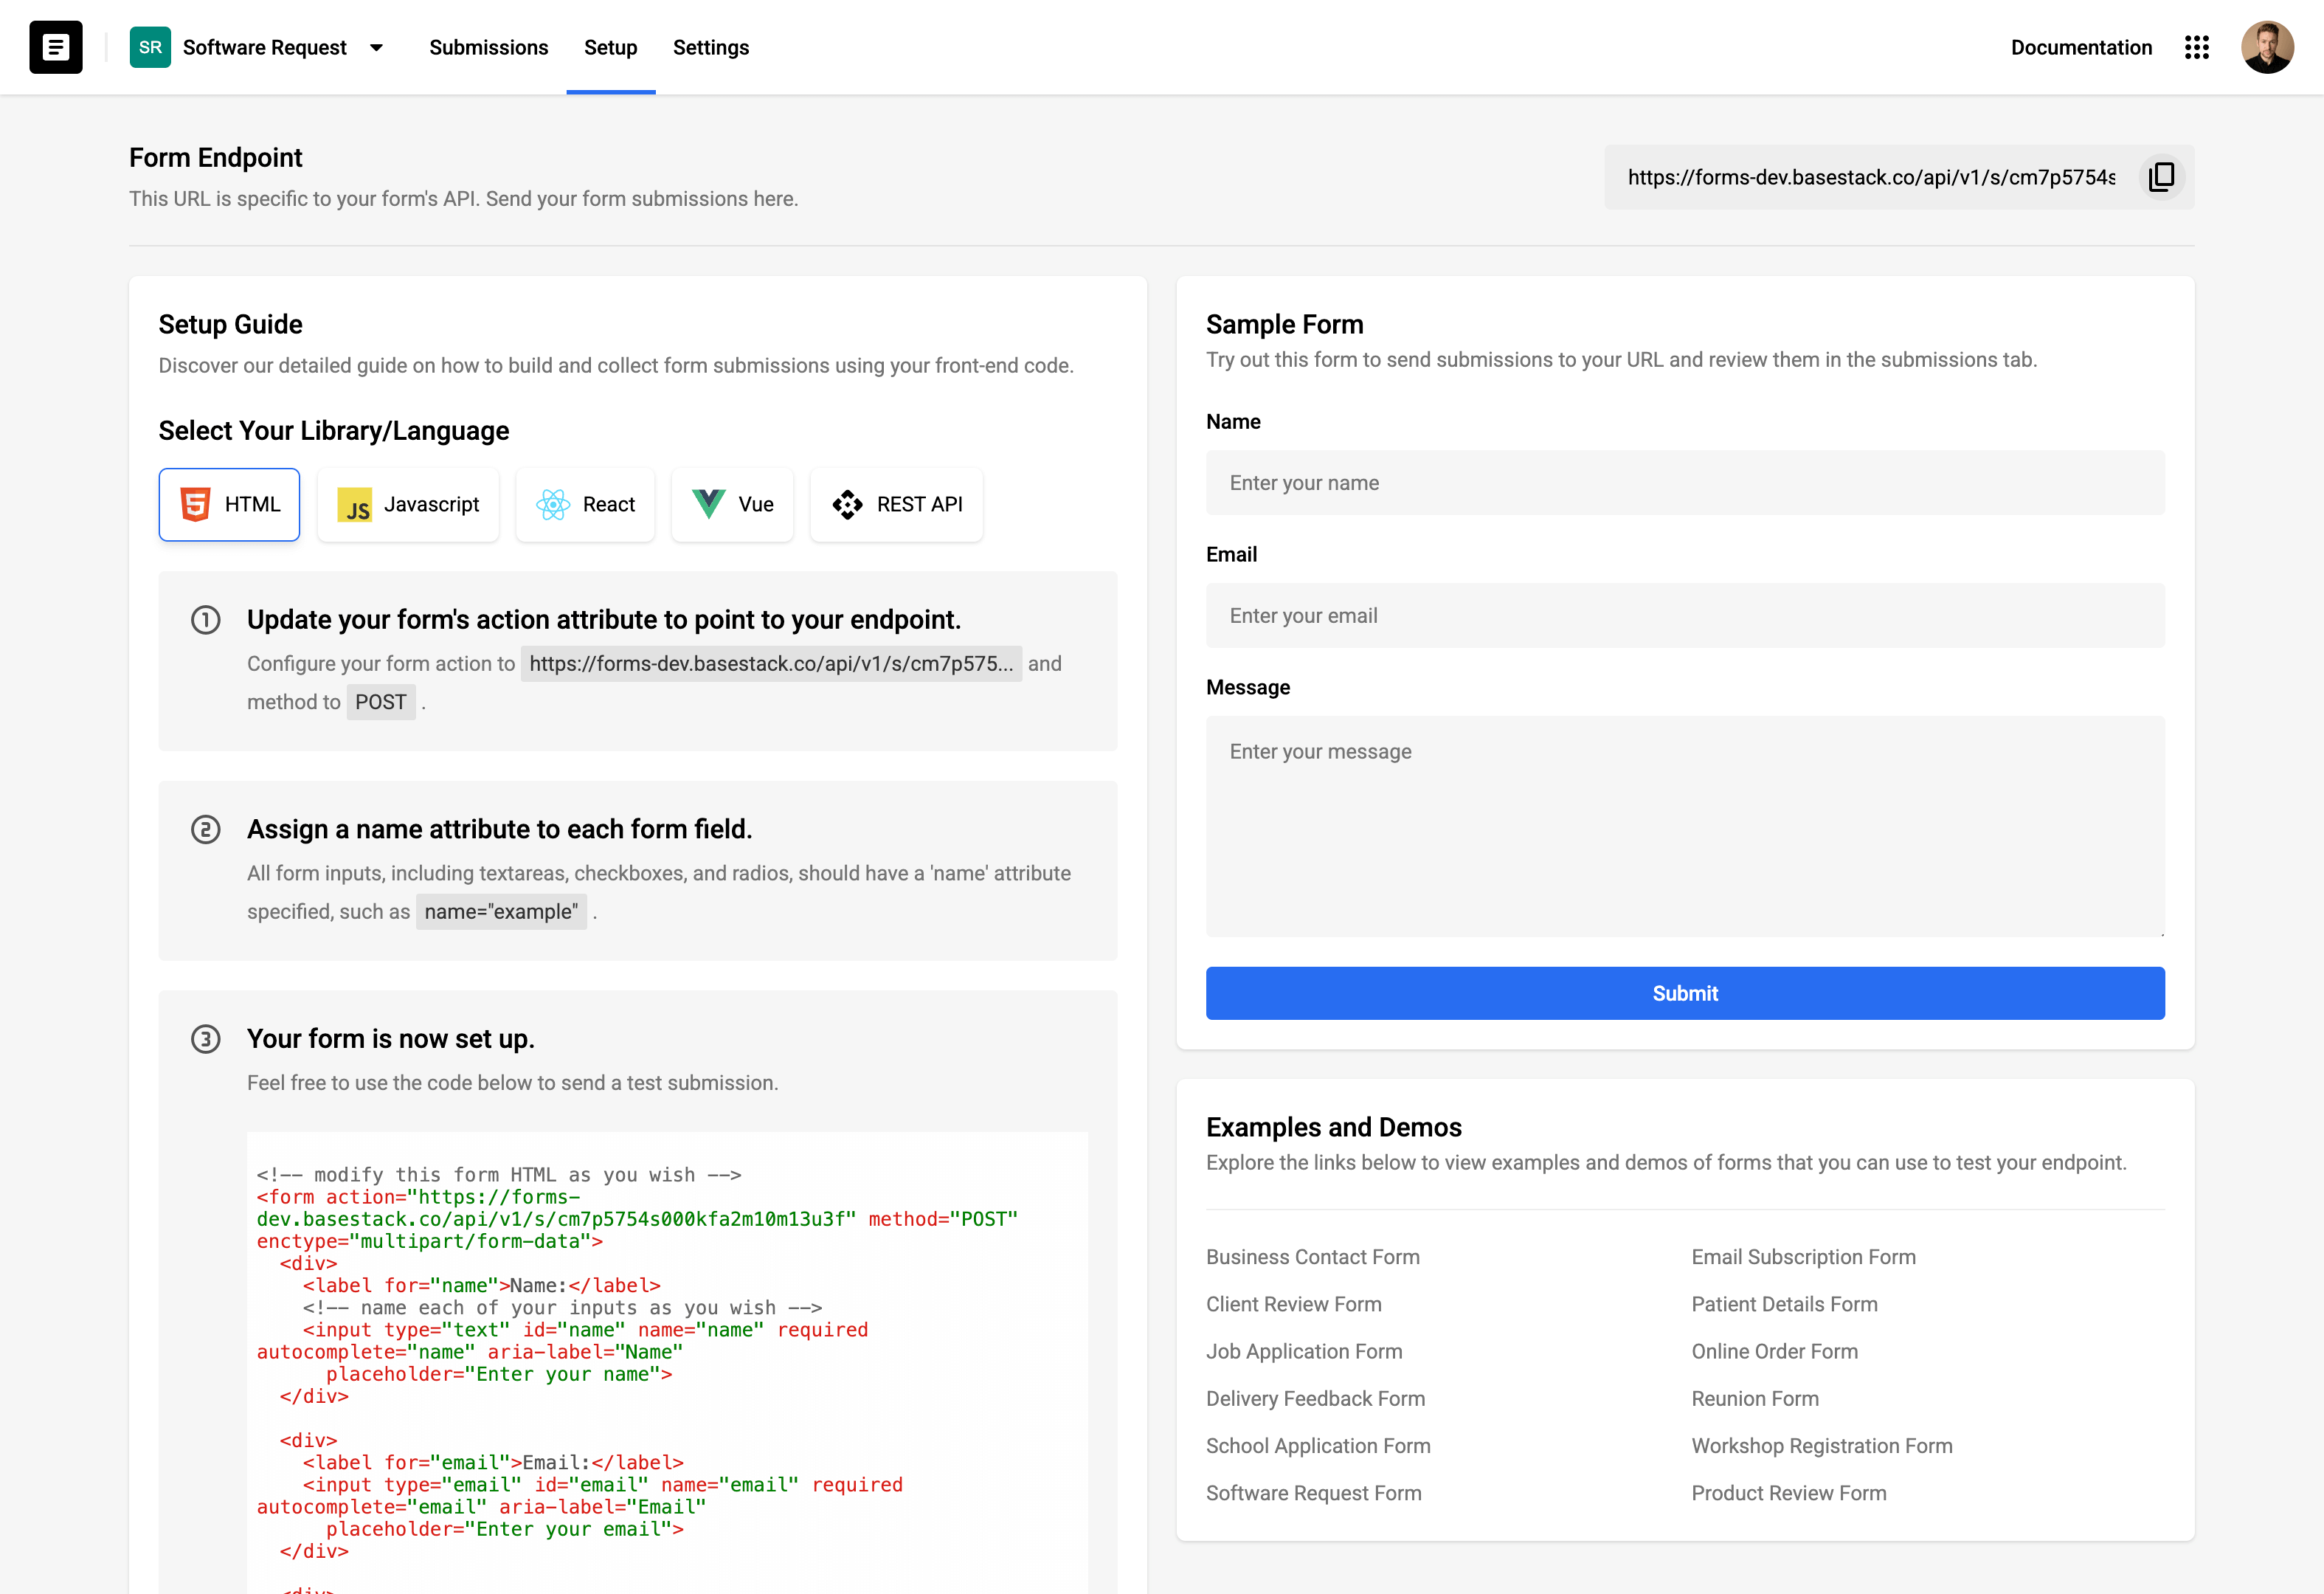 SR Software Request Submissions Setup Settings Documentation
Form Endpoint
This URL is specific to your form's API. Send your form submissions here.
https://forms-dev.basestack.co/api/v1/s/cm7p5754s
Setup Guide
Discover our detailed guide on how to build and collect form submissions using your front-end code.
Select Your Library/Language
HTML JS Javascript React Vue REST API
1 Update your form's action attribute to point to your endpoint.
Configure your form action to https://forms-dev.basestack.co/api/v1/s/cm7p575... and
method to POST .
2 Assign a name attribute to each form field.
All form inputs, including textareas, checkboxes, and radios, should have a 'name' attribute
specified, such as name="example" .
3 Your form is now set up.
Feel free to use the code below to send a test submission.
<!-- modify this form HTML as you wish -->
<form action="https://forms-
dev.basestack.co/api/v1/s/cm7p5754s000kfa2m10m13u3f" method="POST"
enctype="multipart/form-data">
<div>
<label for="name">Name:</label>
<!-- name each of your inputs as you wish -->
<input type="text" id="name" name="name" required
autocomplete="name" aria-label="Name"
placeholder="Enter your name">
</div>
<div>
<label for="email">Email:</label>
<input type="email" id="email" name="email" required
autocomplete="email" aria-label="Email"
placeholder="Enter your email">
</div>
<div>
Sample Form
Try out this form to send submissions to your URL and review them in the submissions tab.
Name
Enter your name
Email
Enter your email
Message
Enter your message
Submit
Examples and Demos
Explore the links below to view examples and demos of forms that you can use to test your endpoint.
Business Contact Form Email Subscription Form
Client Review Form Patient Details Form
Job Application Form Online Order Form
Delivery Feedback Form Reunion Form
School Application Form Workshop Registration Form
Software Request Form Product Review Form